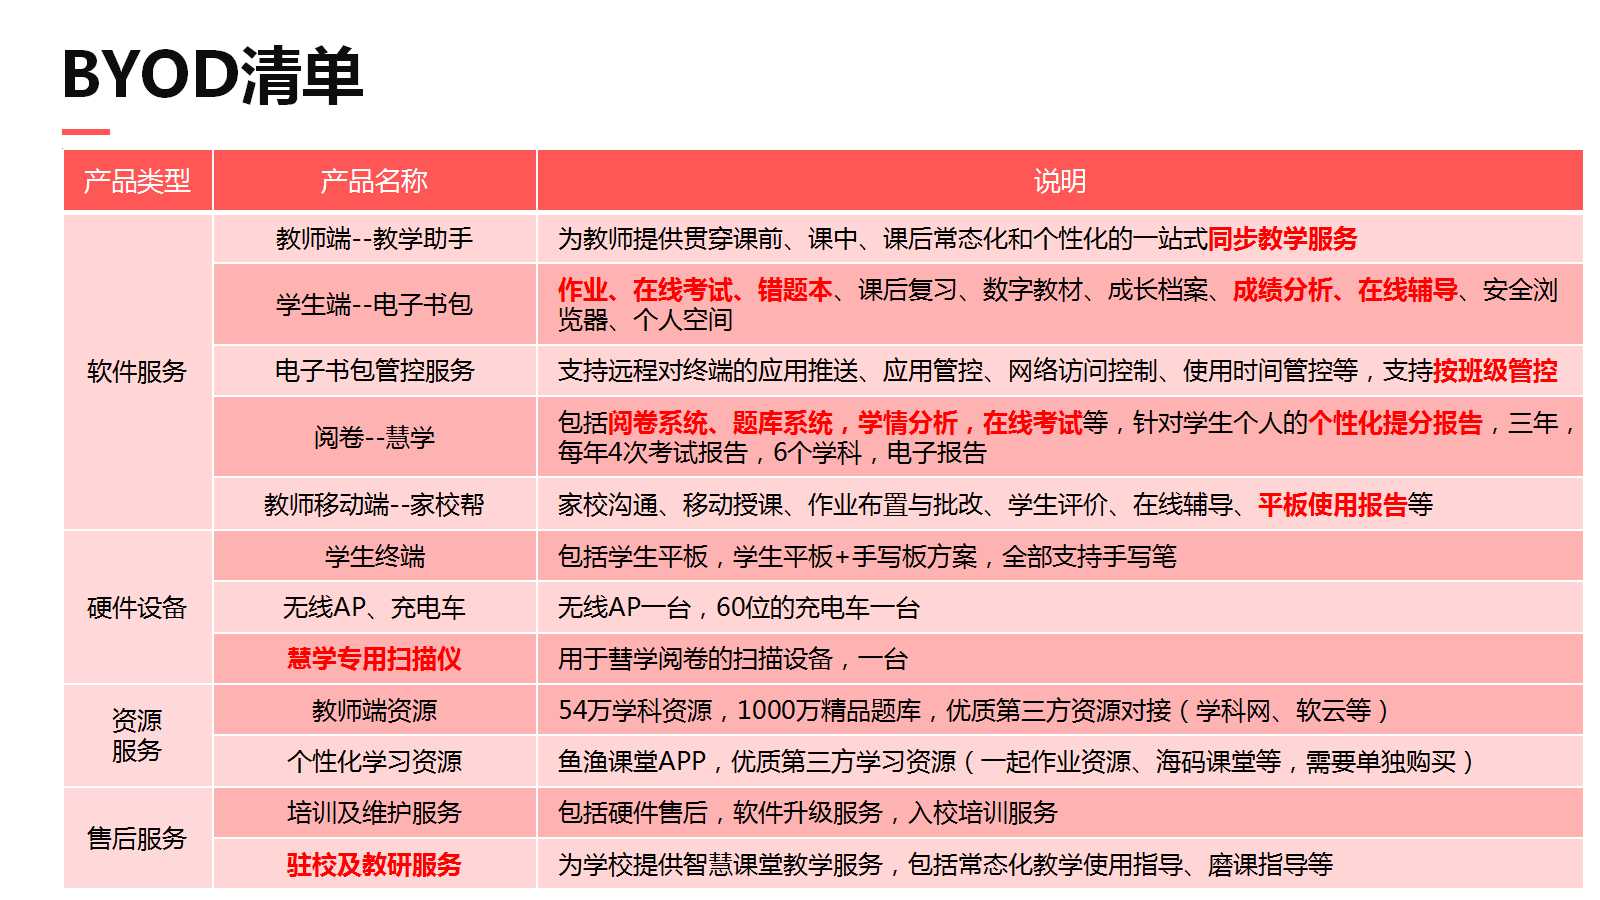 BYOD清单
产品类型 产品名称 说明
软件服务
教师端--教学助手 为教师提供贯穿课前、课中、课后常态化和个性化的一站式同步教学服务
学生端--电子书包 作业、在线考试、错题本、课后复习、数字教材、成长档案、成绩分析、在线辅导、安全浏
览器、个人空间
电子书包管控服务 支持远程对终端的应用推送、应用管控、网络访问控制、使用时间管控等，支持按班级管控
阅卷--慧学 包括阅卷系统、题库系统，学情分析，在线考试等，针对学生个人的个性化提分报告，三年，
每年4次考试报告，6个学科，电子报告
教师移动端--家校帮 家校沟通、移动授课、作业布置与批改、学生评价、在线辅导、平板使用报告等
硬件设备
学生终端 包括学生平板，学生平板+手写板方案，全部支持手写笔
无线AP、充电车 无线AP一台，60位的充电车一台
慧学专用扫描仪 用于彗学阅卷的扫描设备，一台
资源
服务
教师端资源 54万学科资源，1000万精品题库，优质第三方资源对接（学科网、软云等）
个性化学习资源 鱼渔课堂APP，优质第三方学习资源（一起作业资源、海码课堂等，需要单独购买）
售后服务
培训及维护服务 包括硬件售后，软件升级服务，入校培训服务
驻校及教研服务 为学校提供智慧课堂教学服务，包括常态化教学使用指导、磨课指导等